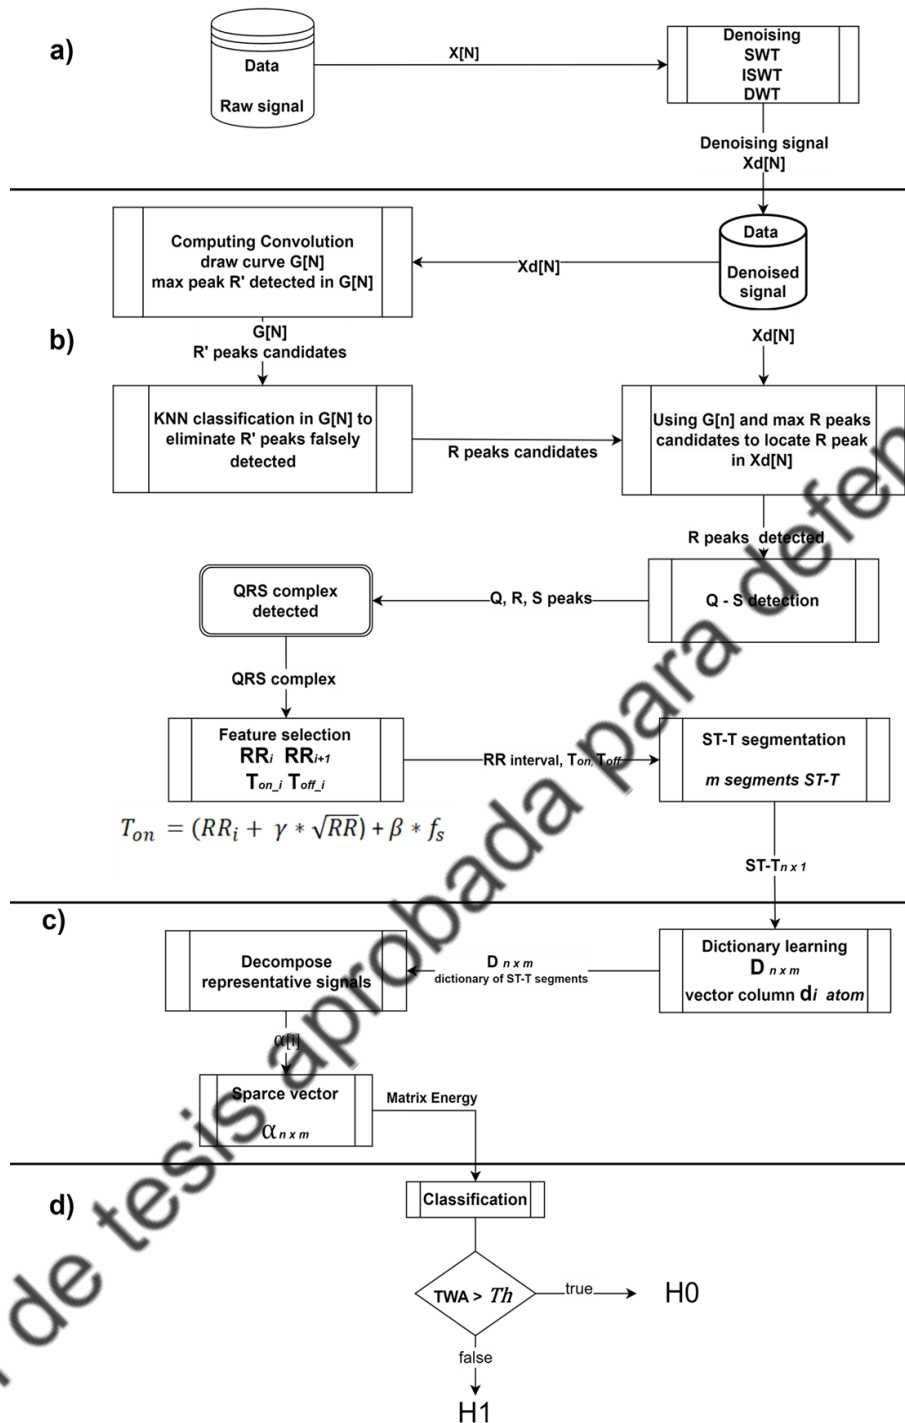 a)
Data
Raw signal
X[N]
Denoising
SWT
ISWT
DWT
Denoising signal
Xd[N]
Computing Convolution
draw curve G[N]
max peak R' detected in G[N]
Xd[N]
Data
Denoised
signal
b)
G[N]
R' peaks candidates
Xd[N]
KNN classification in G[N] to
eliminate R' peaks falsely
detected
R peaks candidates
Using G[n] and max R peaks
candidates to locate R peak
in Xd[N]
R peaks detected
QRS complex
detected
Q, R, S peaks
Q - S detection
QRS complex
Feature selection
RRi RRi+1
Ton_i Toff_i
RR interval, Ton, Toff
ST-T segmentation
m segments ST-T
T_{on} = (RR_i + γ * √RR) + β * f_s
ST-Tn x 1
c)
Decompose
representative signals
D n x m
dictionary of ST-T segments
Dictionary learning
D n x m
vector column di atom
α[i]
Sparce vector
α n x m
Matrix Energy
d)
Classification
TWA > Th
true
H0
false
H1
de tesis aprobada para defen